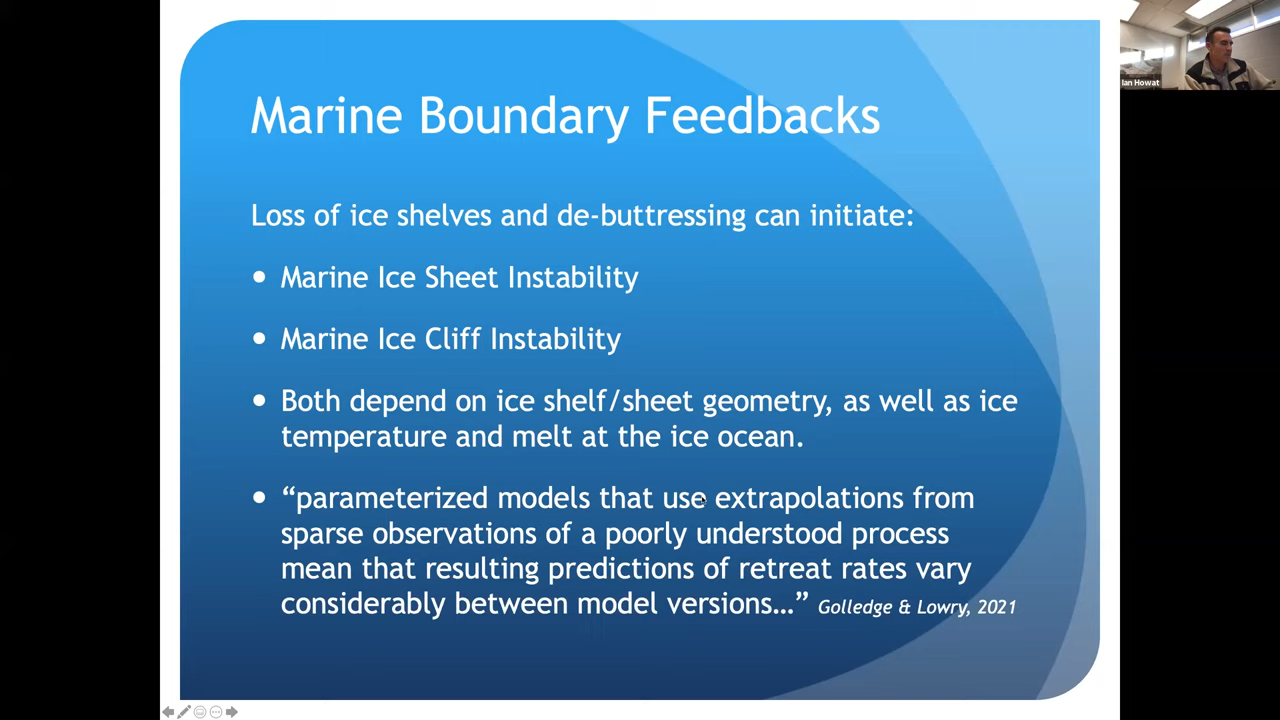 Marine Boundary Feedbacks
Loss of ice shelves and de-buttressing can initiate:
• Marine Ice Sheet Instability
• Marine Ice Cliff Instability
• Both depend on ice shelf/sheet geometry, as well as ice
temperature and melt at the ice ocean.
• “parameterized models that use extrapolations from
sparse observations of a poorly understood process
mean that resulting predictions of retreat rates vary
considerably between model versions…” Golledge & Lowry, 2021
Ian Howat